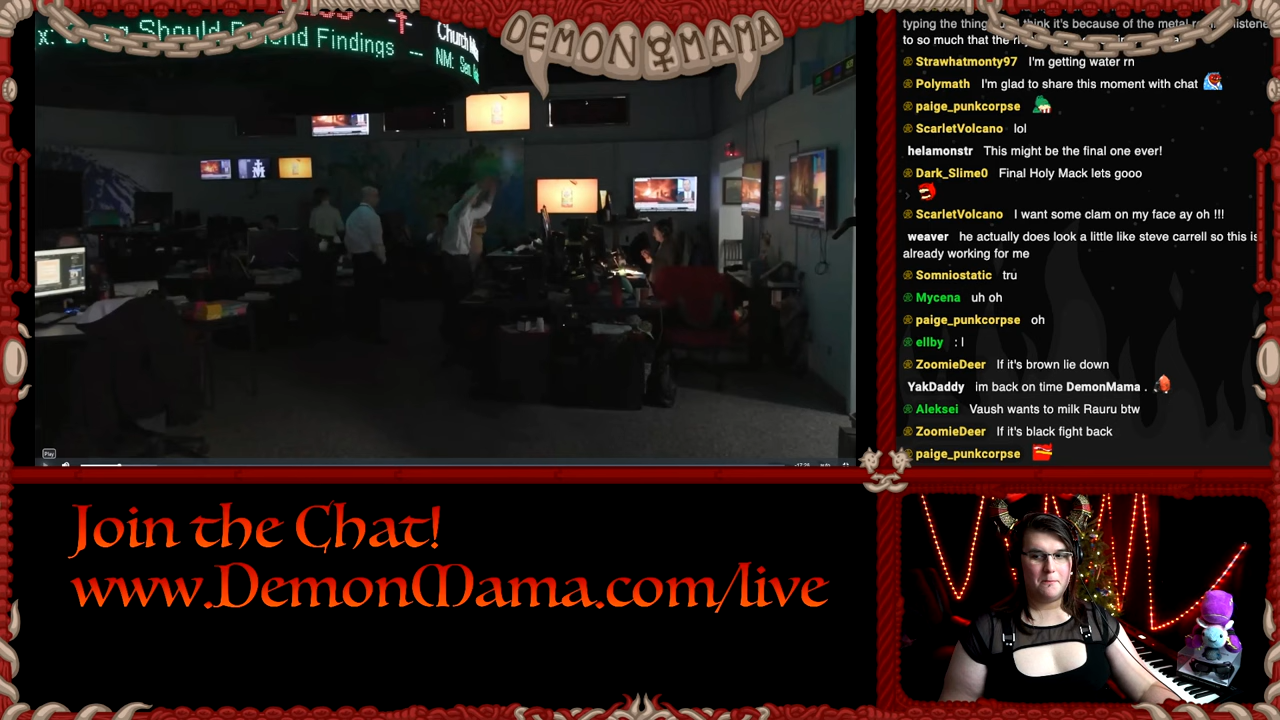 DEMON MAMA
Should Defend Findings --
Church
NM: Sen.
Play
typing the thing
think it's because of the metal
listene
to so much that the
Strawhatmonty97 I'm getting water rn
Polymath I'm glad to share this moment with chat
paige_punkcorpse
ScarletVolcano lol
helamonstr This might be the final one ever!
Dark_Slime0 Final Holy Mack lets gooo
ScarletVolcano I want some clam on my face ay oh !!!
weaver he actually does look a little like steve carrell so this is
already working for me
Somniostatic tru
Mycena uh oh
paige_punkcorpse oh
ellby : l
ZoomieDeer If it's brown lie down
YakDaddy im back on time DemonMama .
Aleksei Vaush wants to milk Rauru btw
ZoomieDeer If it's black fight back
paige_punkcorpse
Join the Chat!
www.DemonMama.com/live